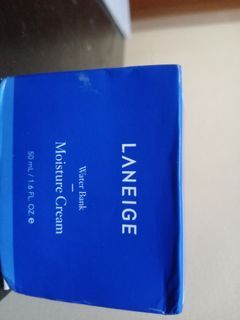 LANEIGE
Water Bank
Moisture Cream
50 mL / 1.6 FL. OZ ℮